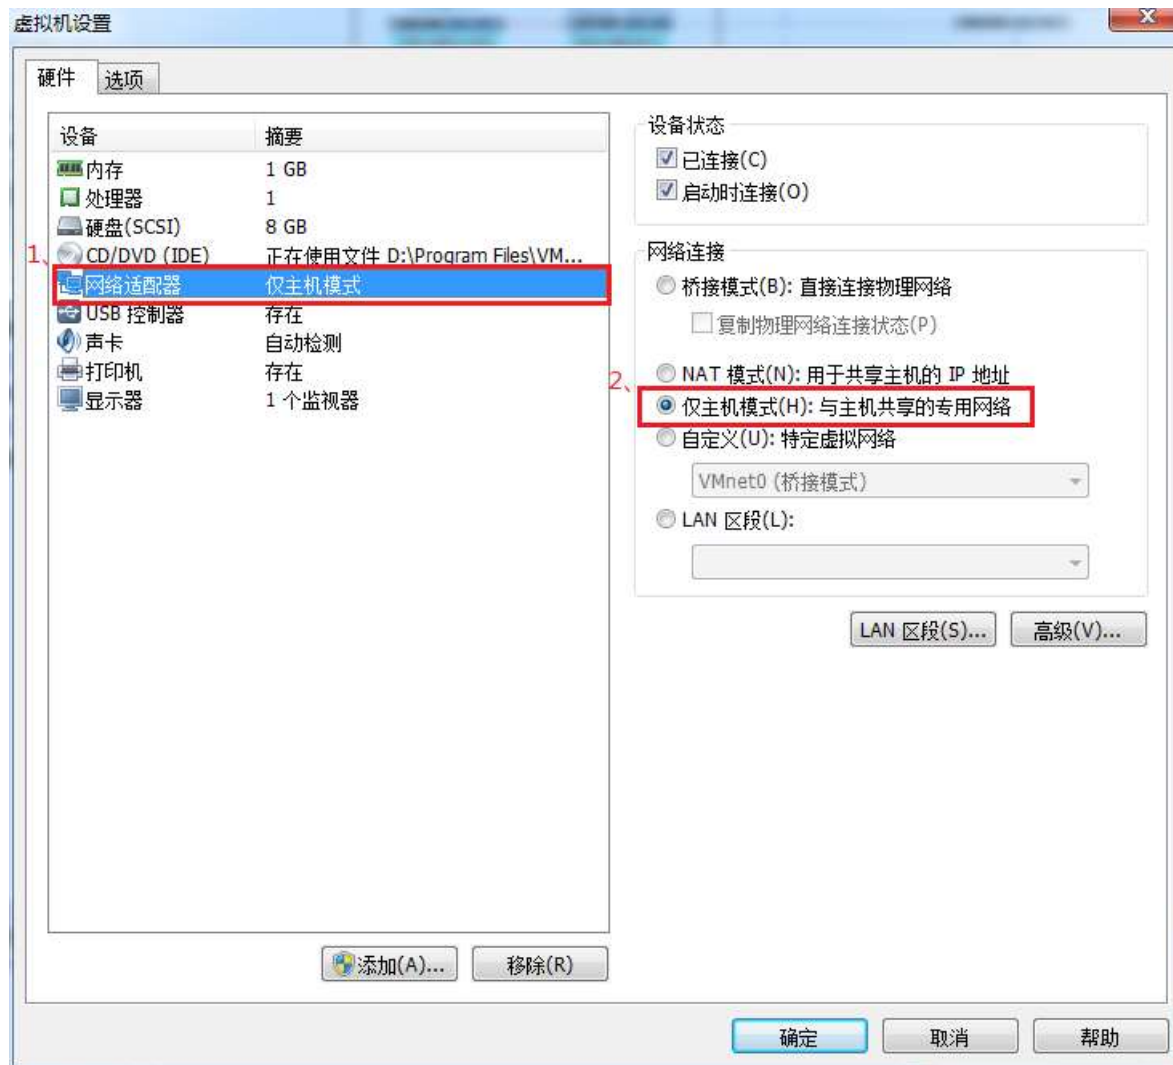 虚拟机设置
硬件 选项
设备 摘要
内存 1 GB
处理器 1
硬盘(SCSI) 8 GB
1、
CD/DVD (IDE) 正在使用文件 D:\Program Files\VM...
网络适配器 仅主机模式
USB 控制器 存在
声卡 自动检测
打印机 存在
显示器 1 个监视器
添加(A)... 移除(R)
设备状态
已连接(C)
启动时连接(O)
网络连接
桥接模式(B): 直接连接物理网络
复制物理网络连接状态(P)
NAT 模式(N): 用于共享主机的 IP 地址
2、
仅主机模式(H): 与主机共享的专用网络
自定义(U): 特定虚拟网络
VMnet0 (桥接模式)
LAN 区段(L):
LAN 区段(S)... 高级(V)...
确定 取消 帮助